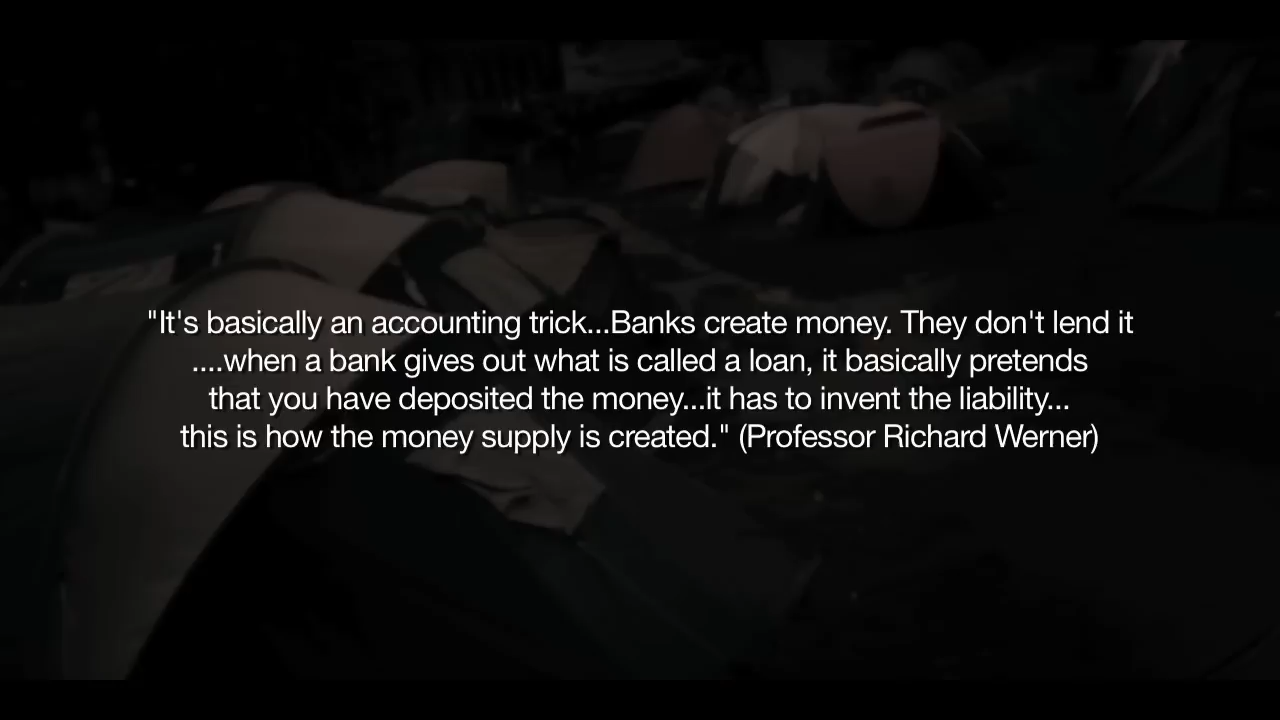 "It's basically an accounting trick...Banks create money. They don't lend it
....when a bank gives out what is called a loan, it basically pretends
that you have deposited the money...it has to invent the liability...
this is how the money supply is created." (Professor Richard Werner)